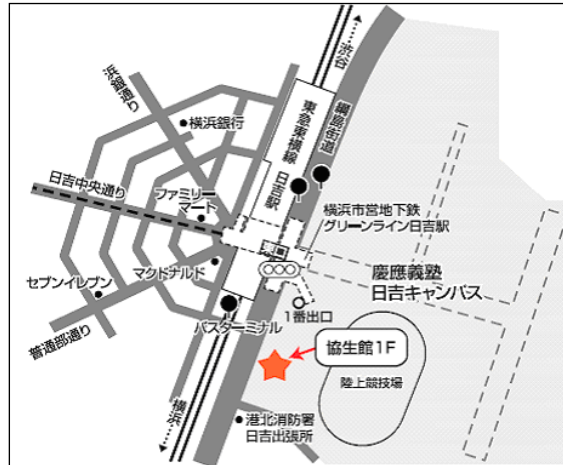 渋谷
浜銀通り
横浜銀行
東急東横線
日吉駅
綱島街道
日吉中央通り
ファミリー
マート
横浜市営地下鉄
グリーンライン日吉駅
慶應義塾
日吉キャンパス
マクドナルド
セブンイレブン
1番出口
バスターミナル
普通部通り
協生館1F
陸上競技場
横浜
港北消防署
日吉出張所